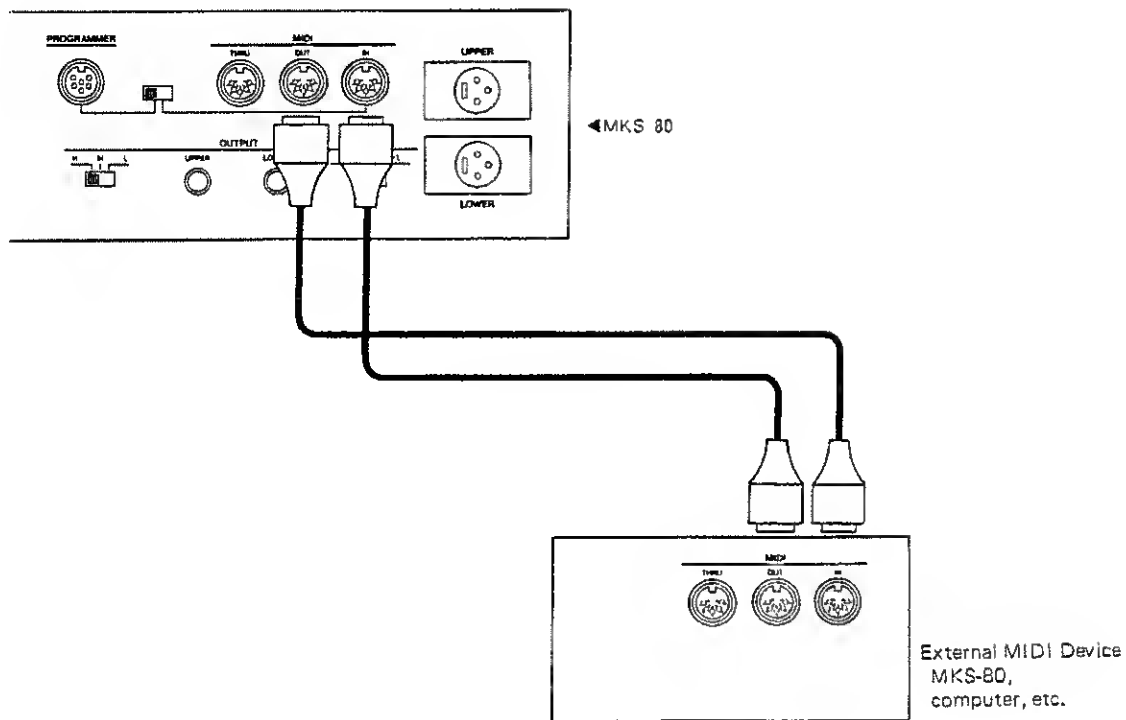 PROGRAMMER
MIDI
THRU OUT IN
UPPER
◄MKS 80
OUTPUT
H M L
UPPER
LOWER
MIDI
THRU OUT IN
External MIDI Device
MKS-80,
computer, etc.